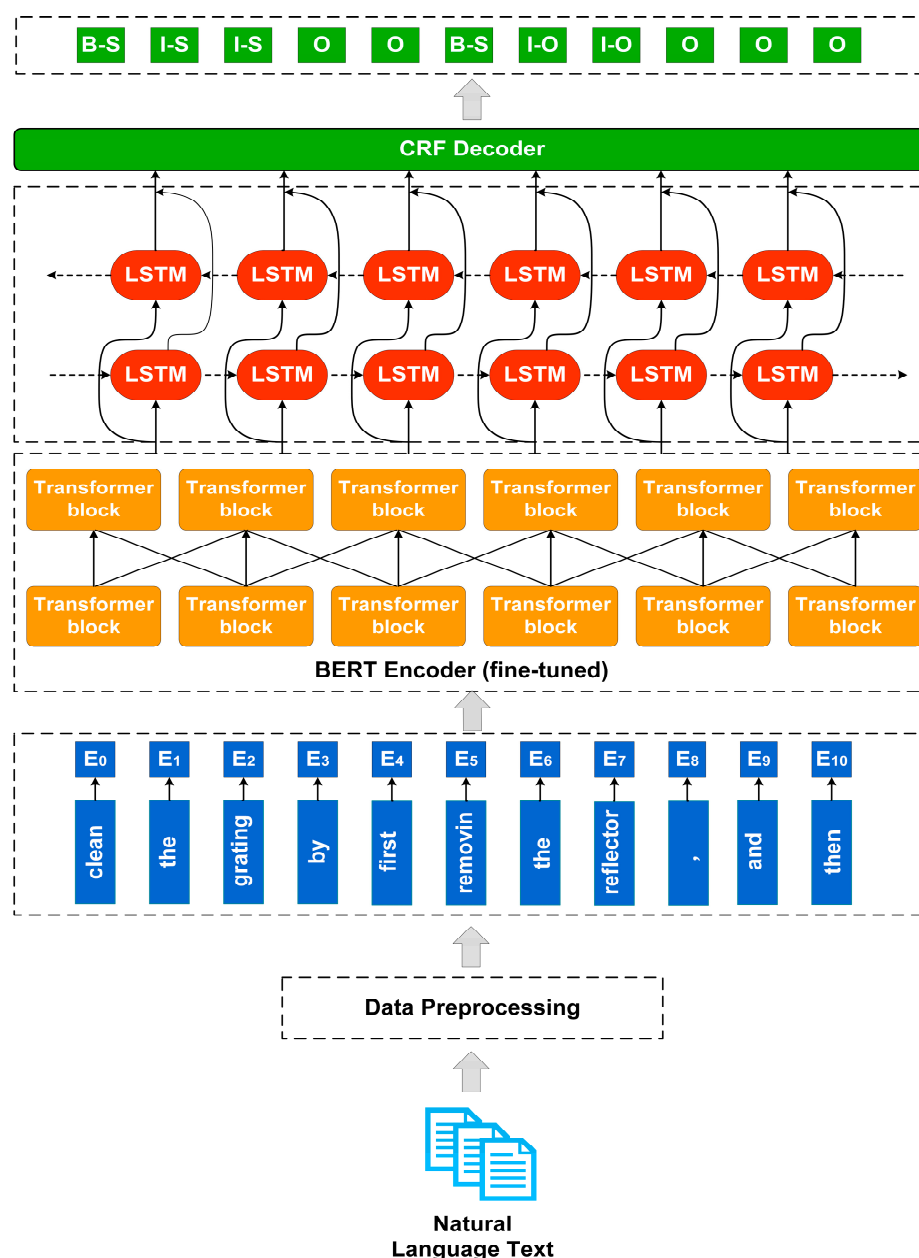 B-S I-S I-S O O B-S I-O I-O O O O
CRF Decoder
LSTM LSTM LSTM LSTM LSTM LSTM
LSTM LSTM LSTM LSTM LSTM LSTM
Transformer block Transformer block Transformer block Transformer block Transformer block Transformer block
Transformer block Transformer block Transformer block Transformer block Transformer block Transformer block
BERT Encoder (fine-tuned)
E0 E1 E2 E3 E4 E5 E6 E7 E8 E9 E10
clean the grating by first removin the reflector , and then
Data Preprocessing
Natural
Language Text